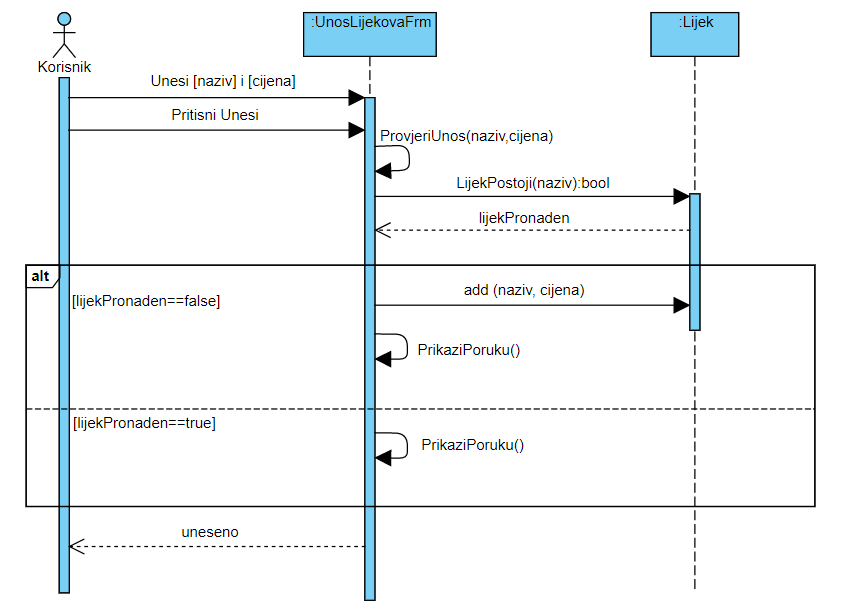 :UnosLijekovaFrm
:Lijek
Korisnik
Unesi [naziv] i [cijena]
Pritisni Unesi
ProvjeriUnos(naziv,cijena)
LijekPostoji(naziv):bool
lijekPronaden
alt
[lijekPronaden==false]
add (naziv, cijena)
PrikaziPoruku()
[lijekPronaden==true]
PrikaziPoruku()
uneseno